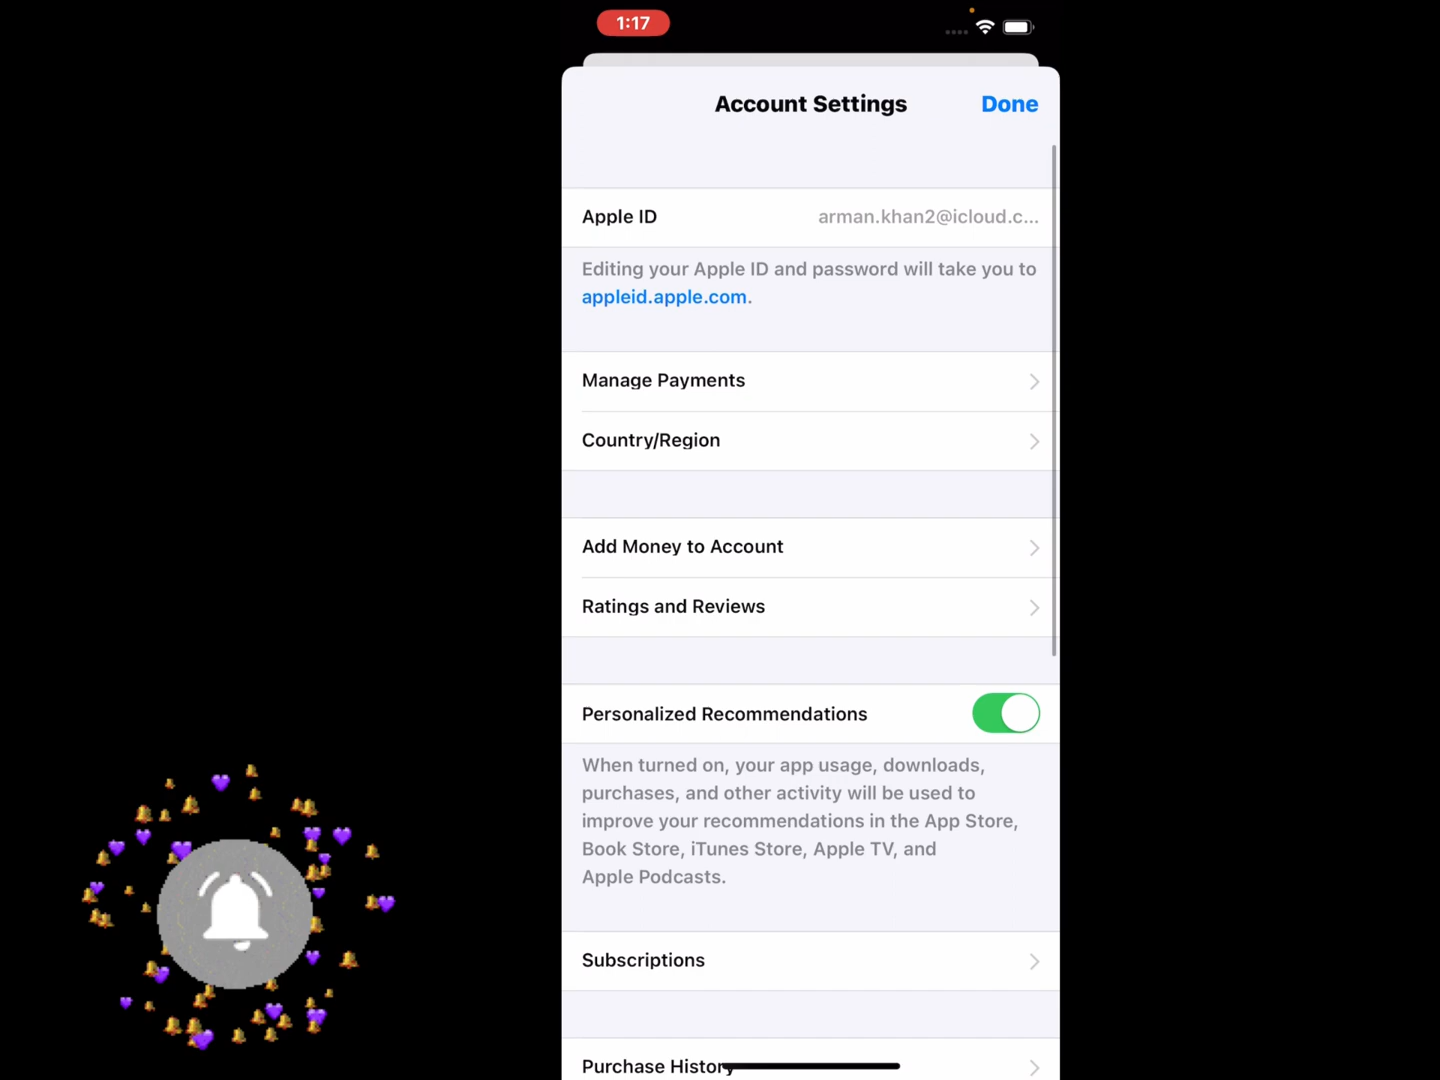 1:17
Account Settings
Done
Apple ID
arman.khan2@icloud.c...
Editing your Apple ID and password will take you to
appleid.apple.com.
Manage Payments
Country/Region
Add Money to Account
Ratings and Reviews
Personalized Recommendations
When turned on, your app usage, downloads,
purchases, and other activity will be used to
improve your recommendations in the App Store,
Book Store, iTunes Store, Apple TV, and
Apple Podcasts.
Subscriptions
Purchase History